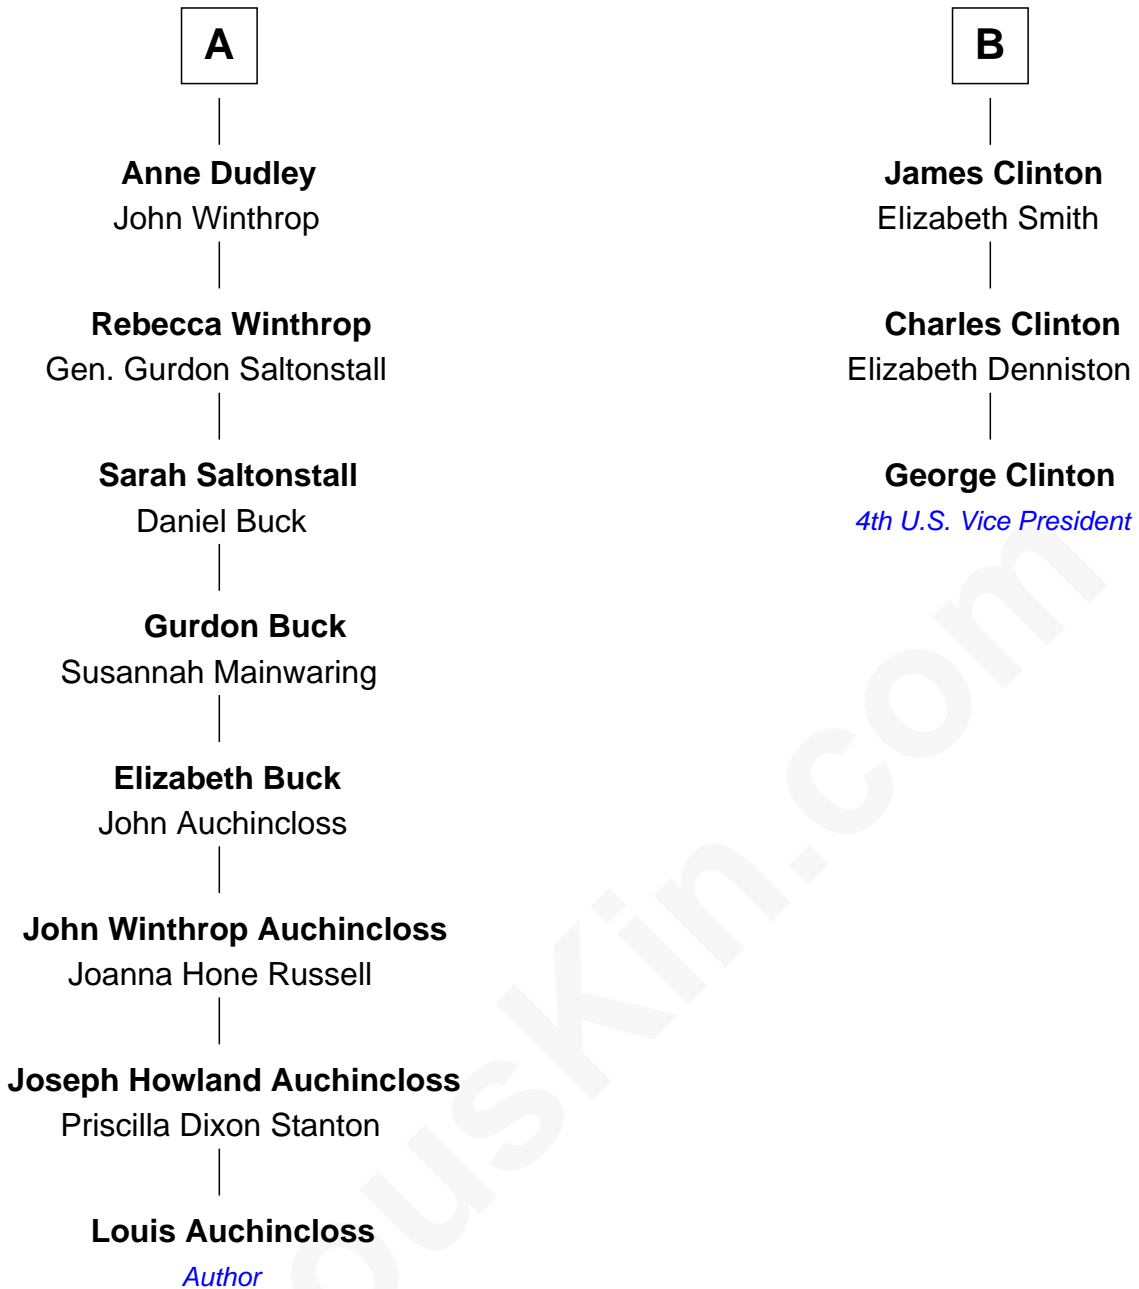 A
Anne Dudley
John Winthrop
Rebecca Winthrop
Gen. Gurdon Saltonstall
Sarah Saltonstall
Daniel Buck
Gurdon Buck
Susannah Mainwaring
Elizabeth Buck
John Auchincloss
John Winthrop Auchincloss
Joanna Hone Russell
Joseph Howland Auchincloss
Priscilla Dixon Stanton
Louis Auchincloss
Author
B
James Clinton
Elizabeth Smith
Charles Clinton
Elizabeth Denniston
George Clinton
4th U.S. Vice President
ousKin.com